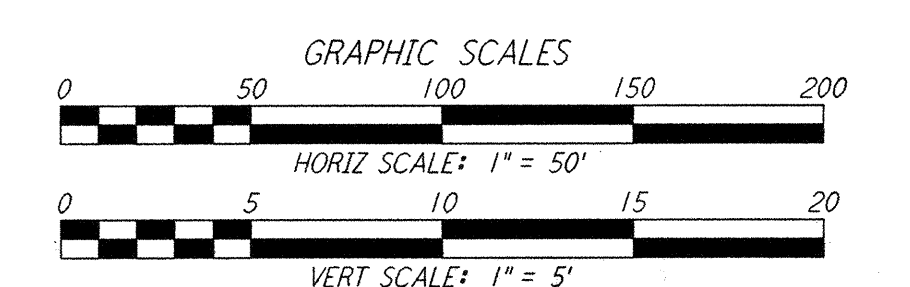 GRAPHIC SCALES
0 50 100 150 200
HORIZ SCALE: 1" = 50'
0 5 10 15 20
VERT SCALE: 1" = 5'